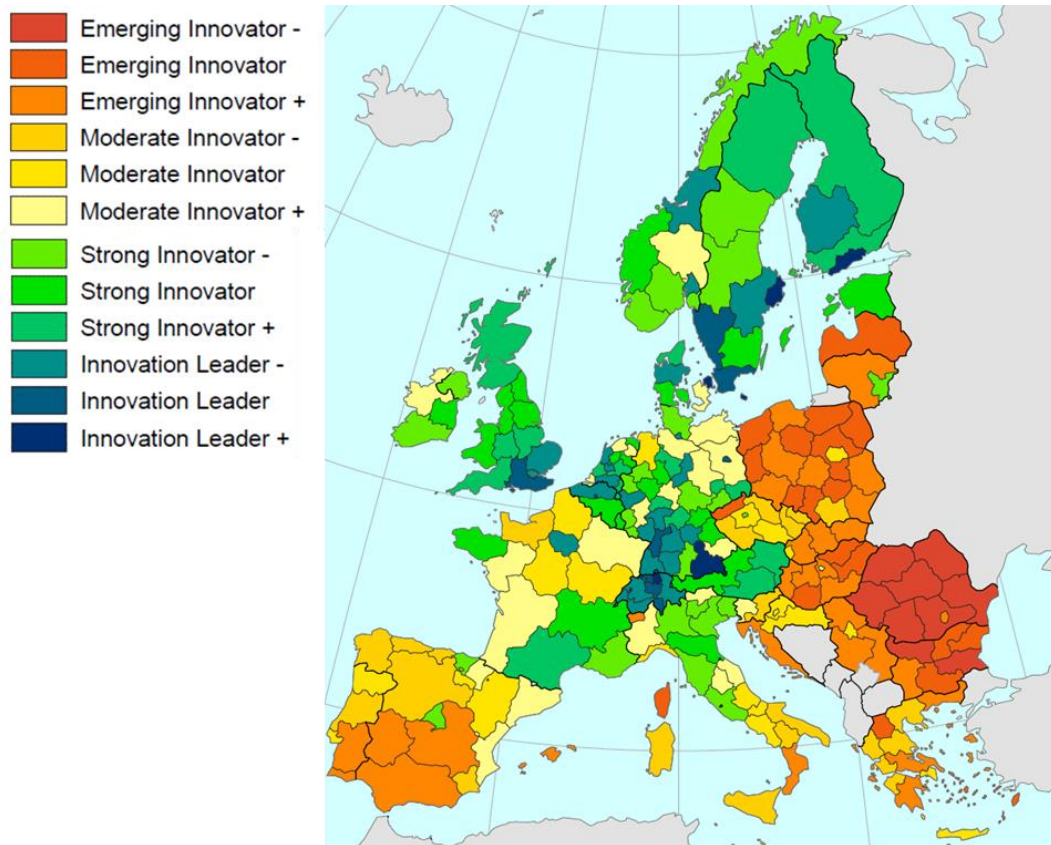 Emerging Innovator -
Emerging Innovator
Emerging Innovator +
Moderate Innovator -
Moderate Innovator
Moderate Innovator +
Strong Innovator -
Strong Innovator
Strong Innovator +
Innovation Leader -
Innovation Leader
Innovation Leader +